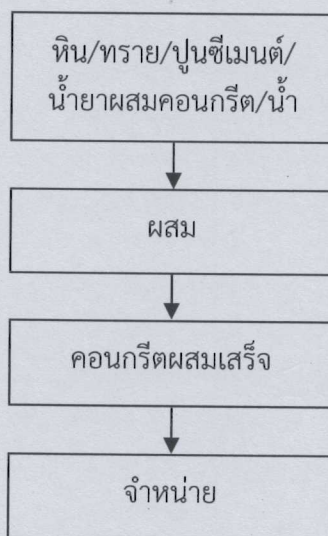 หิน/ทราย/ปูนซีเมนต์/
น้ำยาผสมคอนกรีต/น้ำ
ผสม
คอนกรีตผสมเสร็จ
จำหน่าย